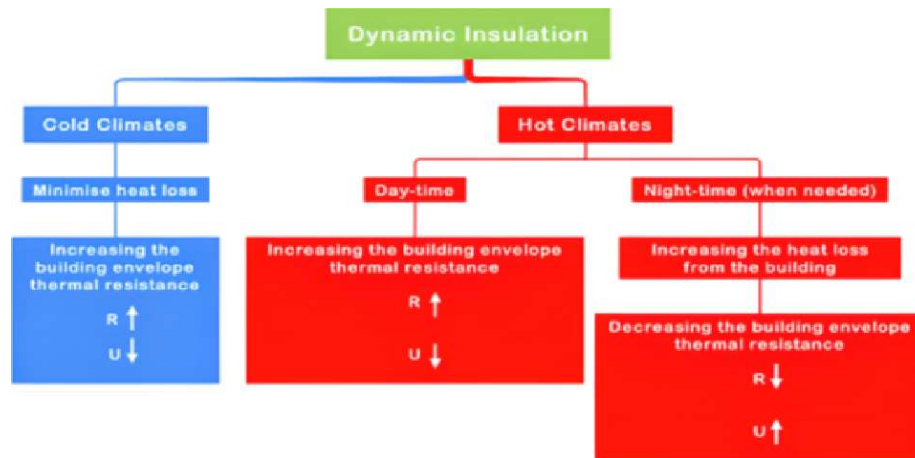 Dynamic Insulation
Cold Climates
Hot Climates
Minimise heat loss
Day-time
Night-time (when needed)
Increasing the
building envelope
thermal resistance
R ↑
U ↓
Increasing the building envelope
thermal resistance
R ↑
U ↓
Increasing the heat loss
from the building
Decreasing the building envelope
thermal resistance
R ↓
U ↑